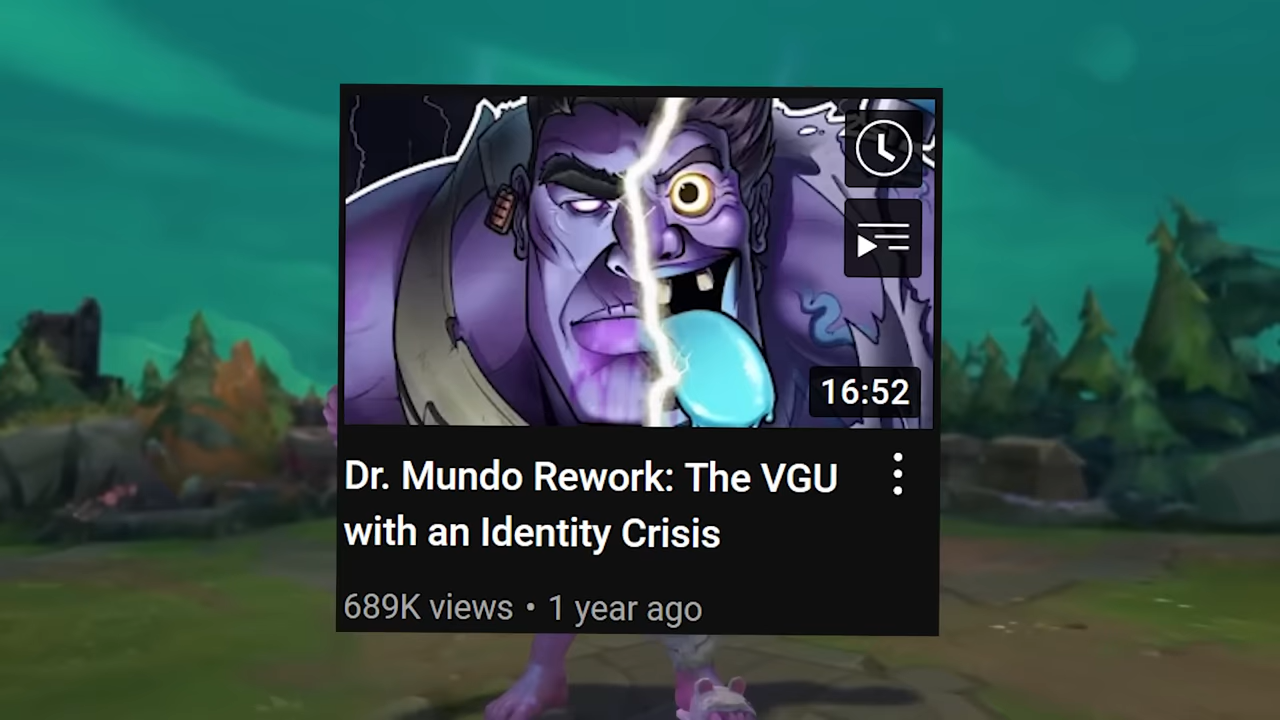 16:52
Dr. Mundo Rework: The VGU
with an Identity Crisis
689K views • 1 year ago